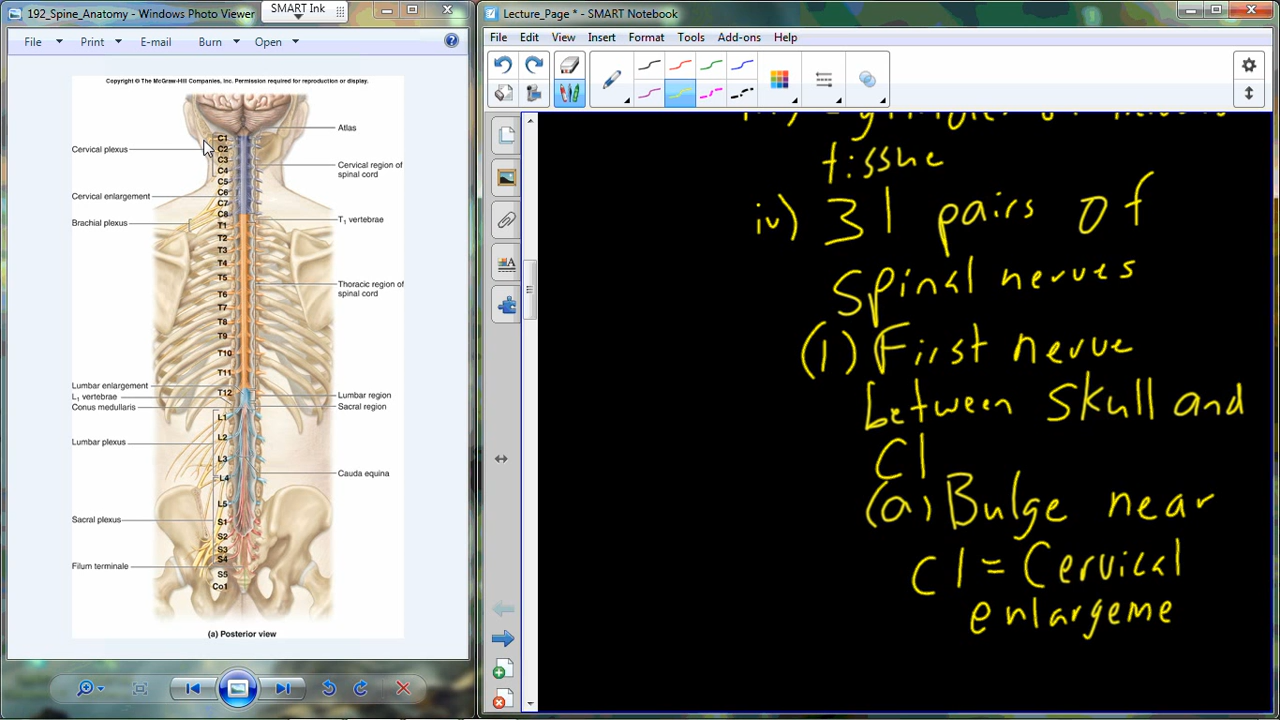 192_Spine_Anatomy - Windows Photo Viewer
SMART Ink
File Print E-mail Burn Open
Copyright © The McGraw-Hill Companies, Inc. Permission required for reproduction or display.
Atlas
C1
Cervical plexus
C2
C3
Cervical region of
spinal cord
C4
C5
Cervical enlargement
C6
C7
C8
Brachial plexus
T1
T1 vertebrae
T2
T3
T4
T5
Thoracic region of
spinal cord
T6
T7
T8
T9
T10
T11
Lumbar enlargement
T12
L1 vertebrae
Lumbar region
Conus medullaris
Sacral region
L1
L2
Lumbar plexus
L3
Cauda equina
L4
L5
Sacral plexus
S1
S2
S3
S4
Filum terminale
S5
Co1
(a) Posterior view
Lecture_Page * - SMART Notebook
File Edit View Insert Format Tools Add-ons Help
tissue
iv) 31 pairs of
Spinal nerves
(1) First nerve
between Skull and
C1
(a) Bulge near
C1 = Cervical
enlargeme